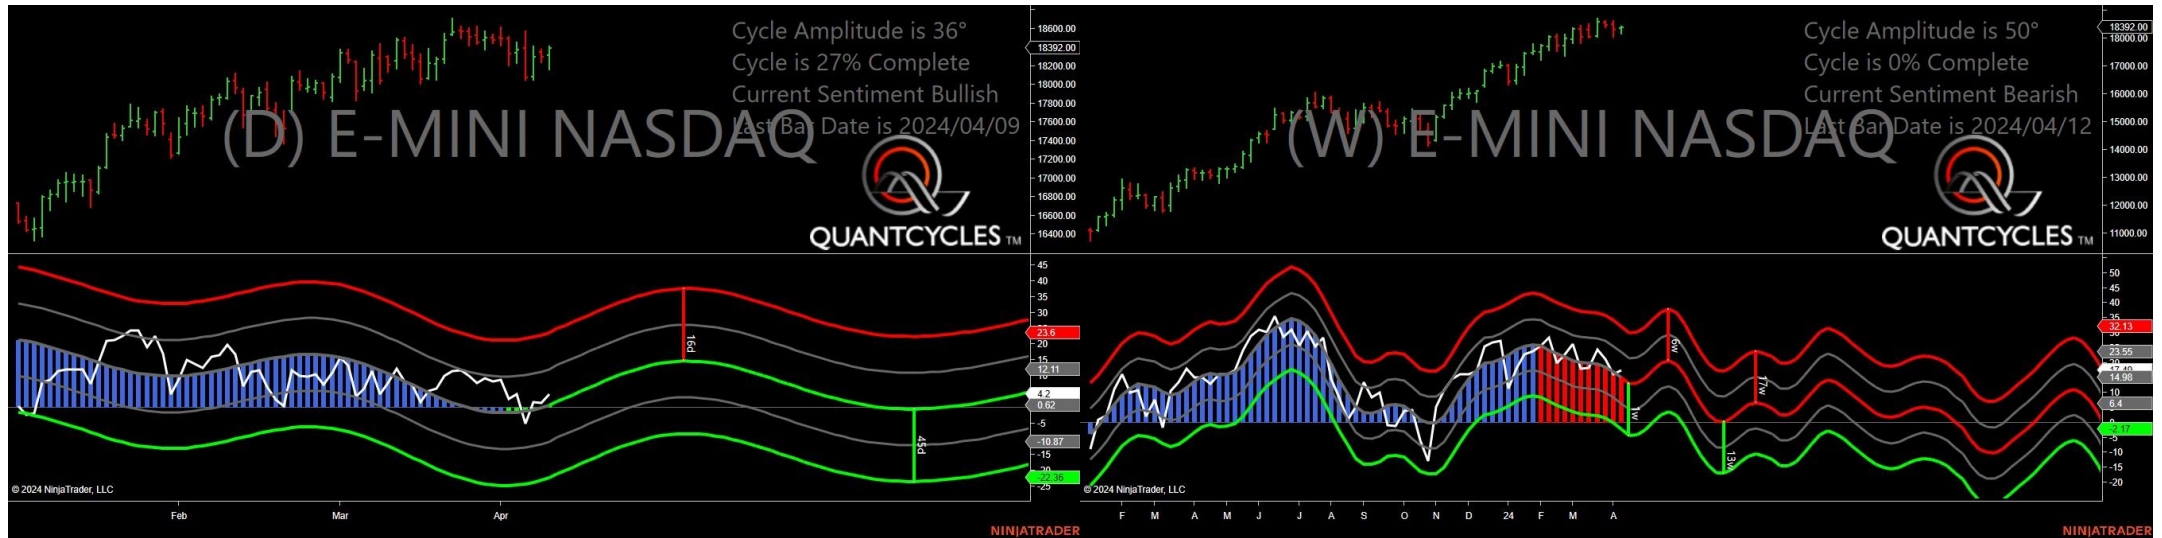 Cycle Amplitude is 36°
Cycle is 27% Complete
Current Sentiment Bullish
Last Bar Date is 2024/04/09
(D) E-MINI NASDAQ
QUANTCYCLES TM
18600.00
18392.00
18200.00
18000.00
17800.00
17600.00
17400.00
17200.00
17000.00
16800.00
16600.00
16400.00
45
40
35
30
23.6
20
15
12.11
4.2
0.62
-5
-10.87
-15
-22.36
-25
16d
45d
© 2024 NinjaTrader, LLC
Feb Mar Apr
NINJATRADER
Cycle Amplitude is 50°
Cycle is 0% Complete
Current Sentiment Bearish
Last Bar Date is 2024/04/12
(W) E-MINI NASDAQ
QUANTCYCLES TM
18392.00
18000.00
17000.00
16000.00
15000.00
14000.00
13000.00
12000.00
11000.00
50
45
40
35
32.13
23.55
14.98
10
6.4
-2.17
-5
-10
-15
-20
1w
6w
13w
17w
© 2024 NinjaTrader, LLC
F M A M J J A S O N D 24 F M A
NINJATRADER